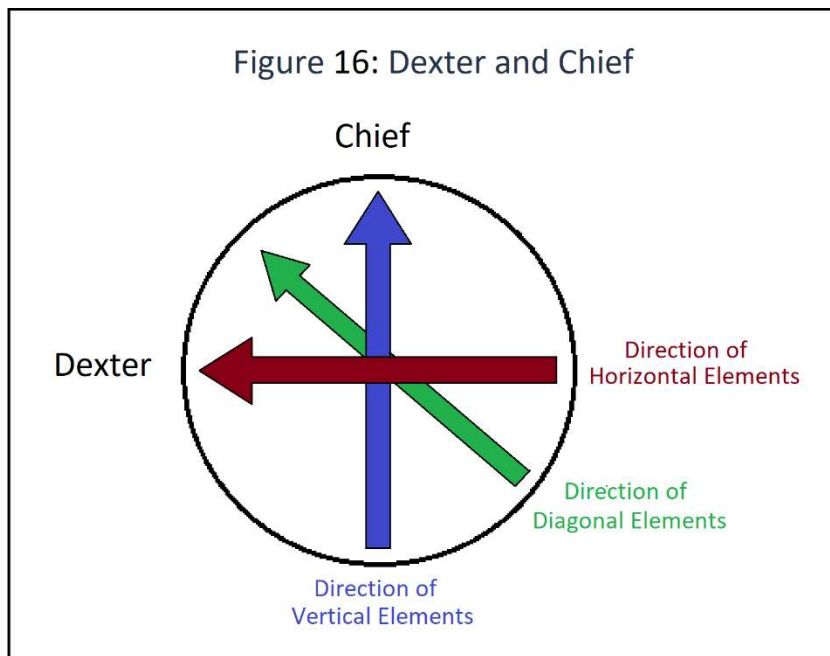 Figure 16: Dexter and Chief
Chief
Dexter
Direction of
Horizontal Elements
Direction of
Diagonal Elements
Direction of
Vertical Elements